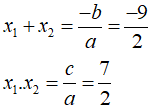 x₁ + x₂ = -b/a = -9/2
x₁.x₂ = c/a = 7/2